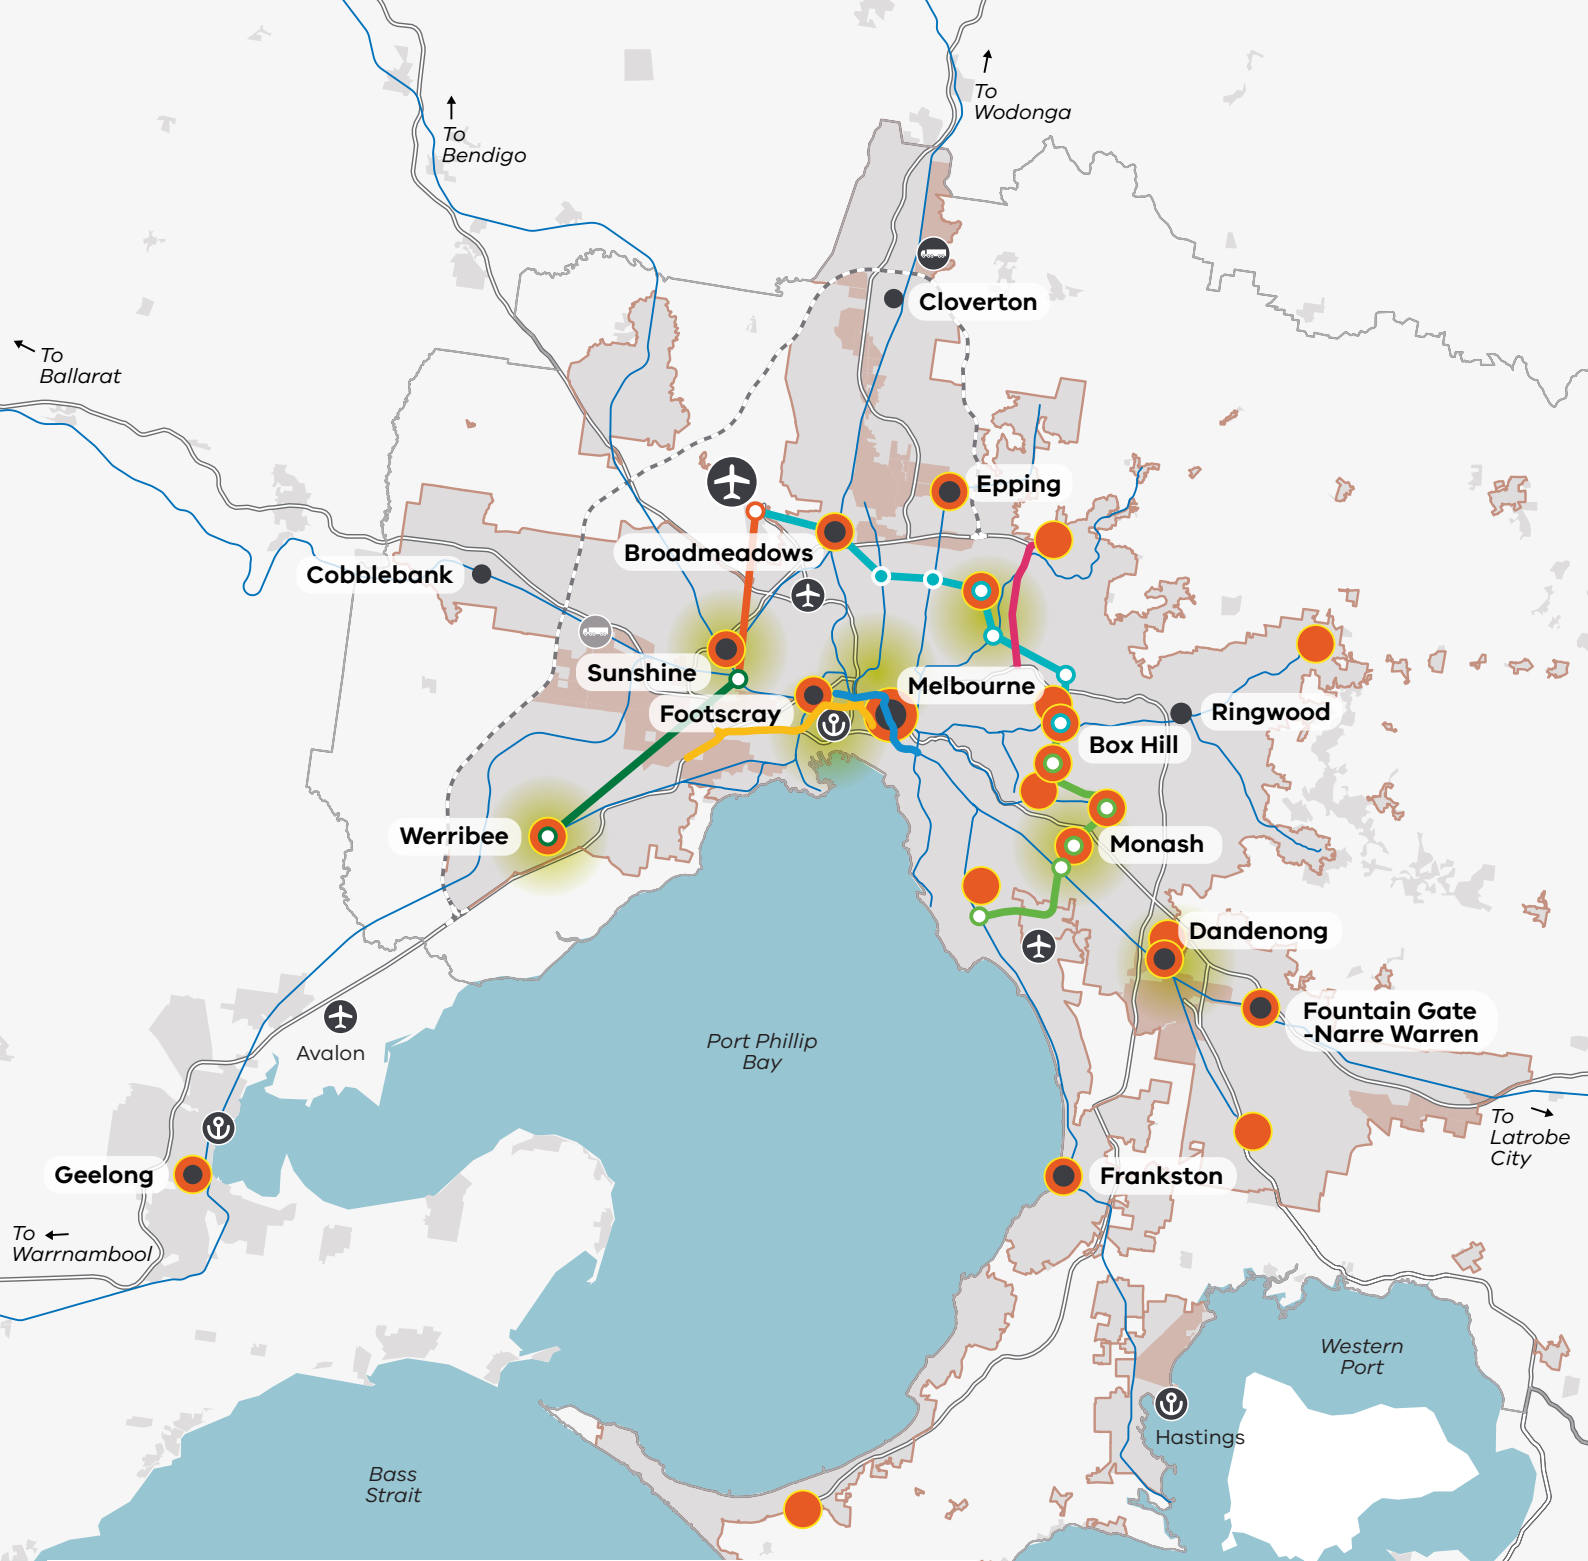 To
Wodonga
To
Bendigo
Cloverton
To
Ballarat
Epping
Broadmeadows
Cobblebank
Sunshine
Melbourne
Footscray
Ringwood
Box Hill
Werribee
Monash
Dandenong
Fountain Gate
-Narre Warren
Avalon
Port Phillip
Bay
To
Latrobe
City
Geelong
Frankston
To
Warrnambool
Western
Port
Hastings
Bass
Strait